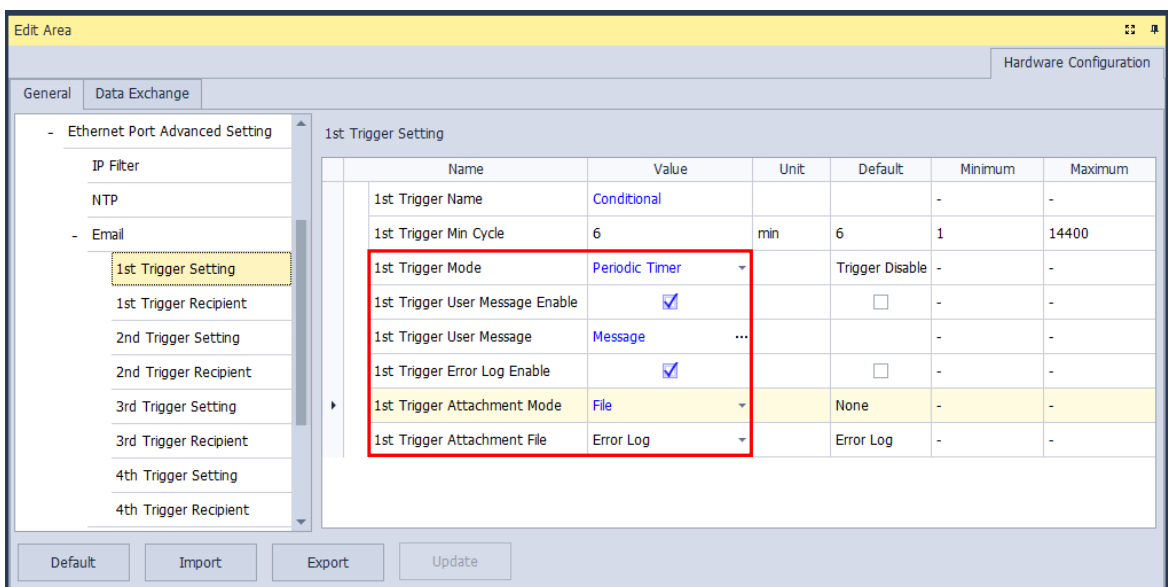 Edit Area
Hardware Configuration
General Data Exchange
- Ethernet Port Advanced Setting
IP Filter
NTP
- Email
1st Trigger Setting
1st Trigger Recipient
2nd Trigger Setting
2nd Trigger Recipient
3rd Trigger Setting
3rd Trigger Recipient
4th Trigger Setting
4th Trigger Recipient
1st Trigger Setting
Name Value Unit Default Minimum Maximum
1st Trigger Name Conditional - -
1st Trigger Min Cycle 6 min 6 1 14400
1st Trigger Mode Periodic Timer Trigger Disable - -
1st Trigger User Message Enable - -
1st Trigger User Message Message ... - -
1st Trigger Error Log Enable - -
1st Trigger Attachment Mode File None - -
1st Trigger Attachment File Error Log Error Log - -
Default Import Export Update